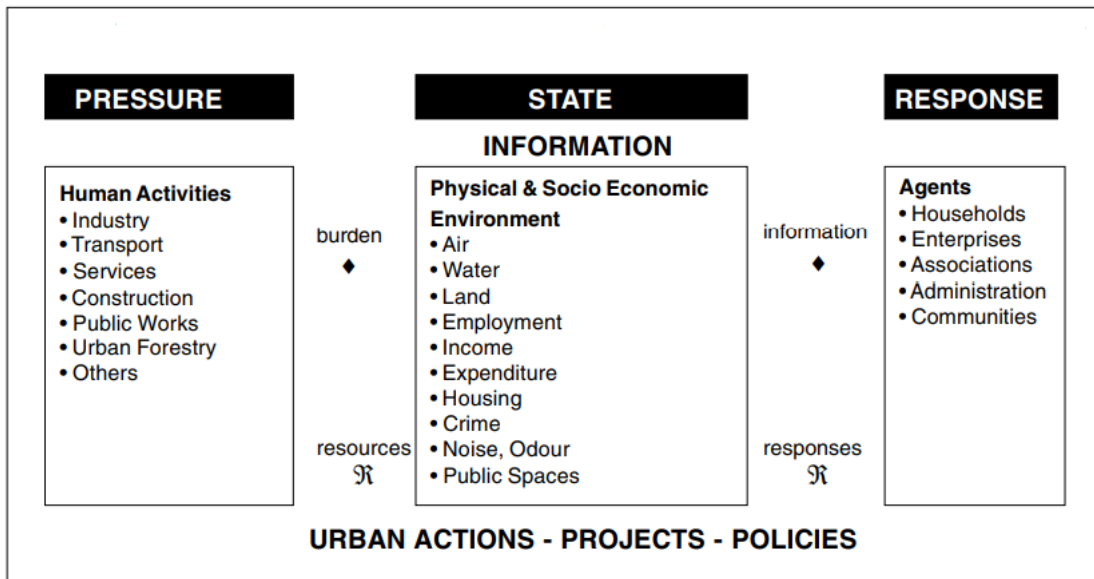 PRESSURE
STATE
RESPONSE
INFORMATION
Human Activities
• Industry
• Transport
• Services
• Construction
• Public Works
• Urban Forestry
• Others
burden
♦
resources
ℜ
Physical & Socio Economic
Environment
• Air
• Water
• Land
• Employment
• Income
• Expenditure
• Housing
• Crime
• Noise, Odour
• Public Spaces
information
♦
responses
ℜ
Agents
• Households
• Enterprises
• Associations
• Administration
• Communities
URBAN ACTIONS - PROJECTS - POLICIES